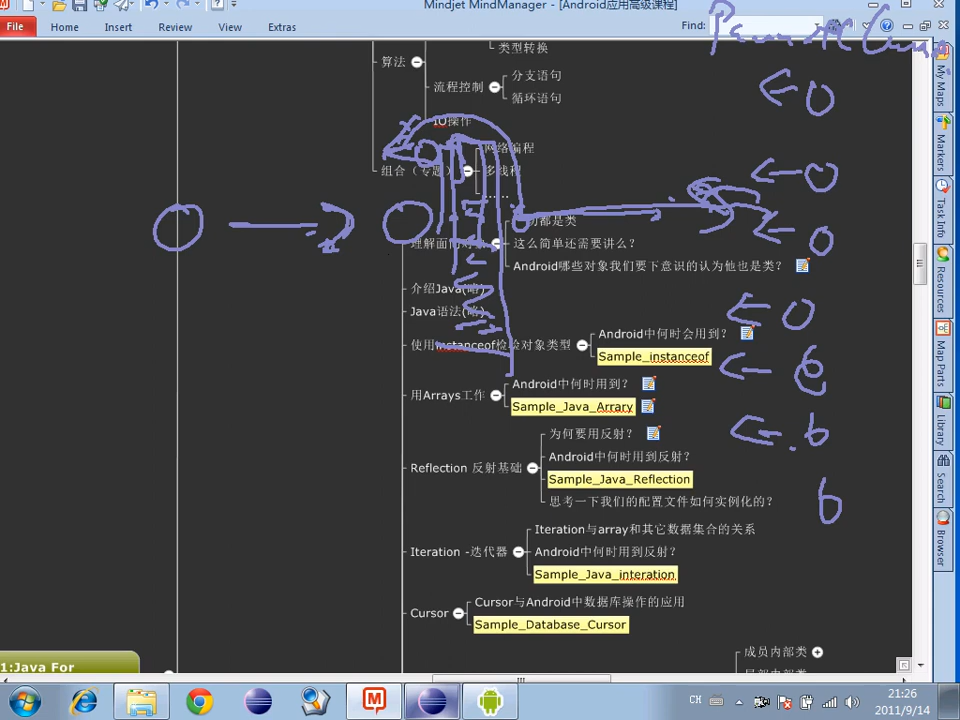 Mindjet MindManager - [Android应用高级课程]
File Home Insert Review View Extras Find:
类型转换
算法
流程控制
分支语句
循环语句
IO操作
网络编程
组合（专题）
多线程
......
都是类
理解面向对象
这么简单还需要讲么？
Android哪些对象我们要下意识的认为他也是类？
介绍Java(略)
Java语法(略)
使用instanceof检验对象类型
Android中何时会用到？
Sample_instanceof
用Arrays工作
Android中何时用到？
Sample_Java_Arrary
Reflection 反射基础
为何要用反射？
Android中何时用到反射？
Sample_Java_Reflection
思考一下我们的配置文件如何实例化的？
Iteration -迭代器
Iteration与array和其它数据集合的关系
Android中何时用到反射？
Sample_Java_interation
Cursor
Cursor与Android中数据库操作的应用
Sample_Database_Cursor
成员内部类
1:Java For
My Maps
Markers
Task Info
Resources
Map Parts
Library
Search
Browser
CH
21:26
2011/9/14